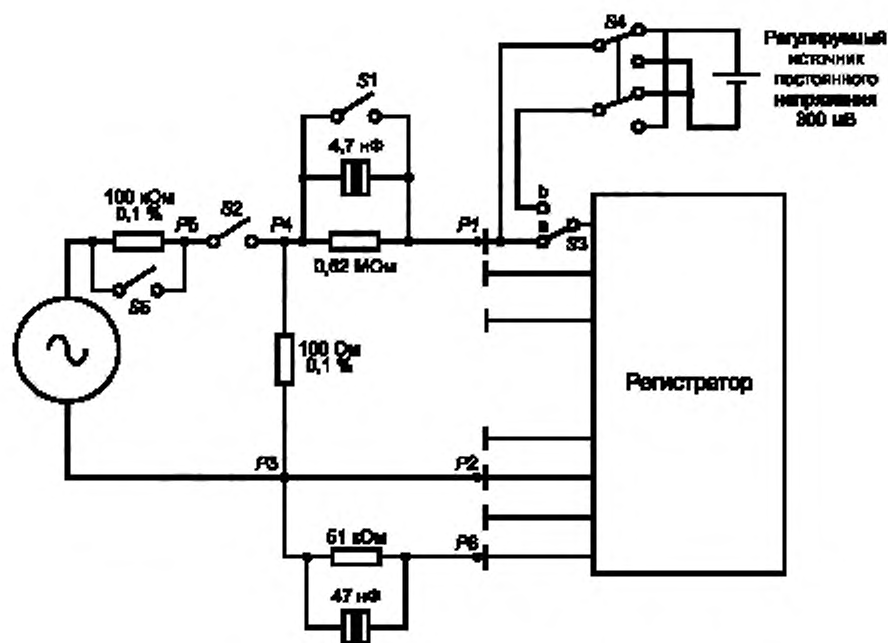 S4
Регулируемый
источник
постоянного
напряжения
300 мВ
S1
4,7 нФ
100 кОм
0,1 %
P5
S2
P4
P1
b
a
S3
0,62 МОм
S5
100 Ом
0,1 %
Регистратор
P3
P2
51 кОм
P6
47 нФ